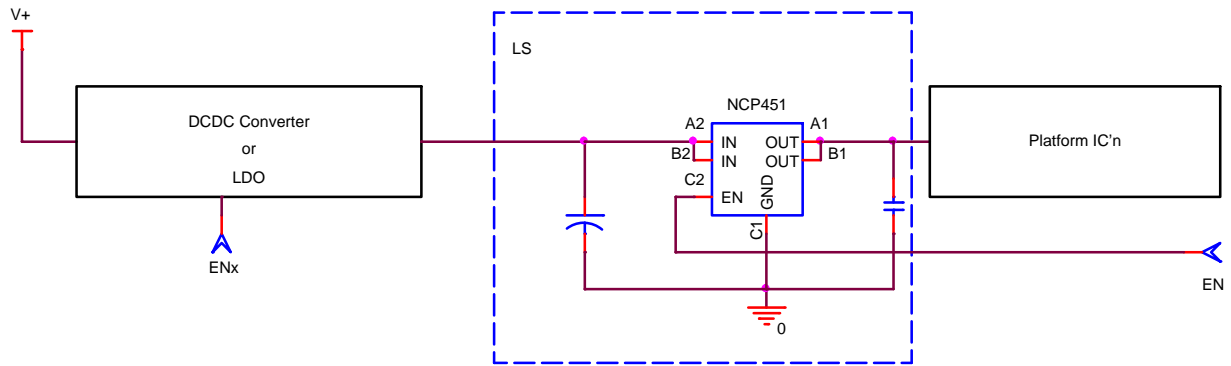 V+
LS
DCDC Converter
or
LDO
ENx
NCP451
A2
B2
C2
IN
IN
EN
OUT
OUT
GND
A1
B1
C1
0
Platform IC'n
EN